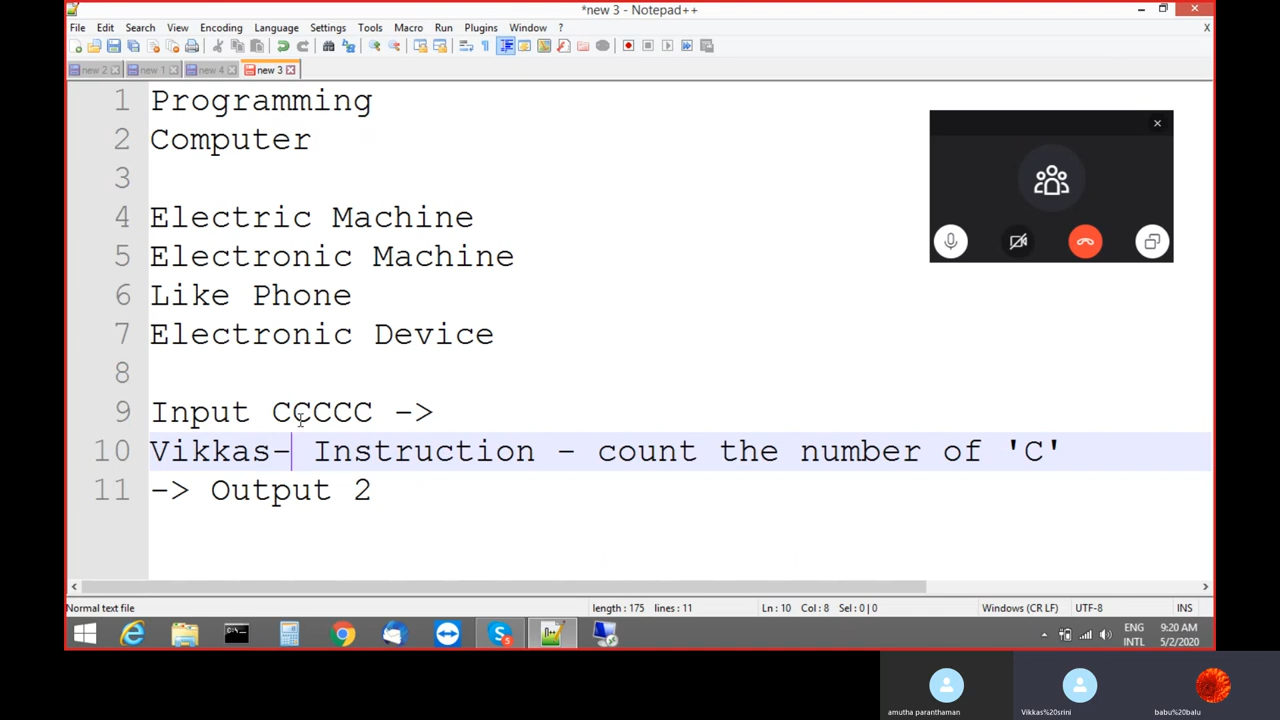 *new 3 - Notepad++
File Edit Search View Encoding Language Settings Tools Macro Run Plugins Window ? X
new 2 new 1 new 4 new 3
1 Programming
2 Computer
3
4 Electric Machine
5 Electronic Machine
6 Like Phone
7 Electronic Device
8
9 Input CCCCC ->
10 Vikkas- Instruction - count the number of 'C'
11 -> Output 2
Normal text file length : 175 lines : 11 Ln : 10 Col : 8 Sel : 0 | 0 Windows (CR LF) UTF-8 INS
ENG 9:20 AM
INTL 5/2/2020
amutha paranthaman Vikkas%20srini babu%20balu